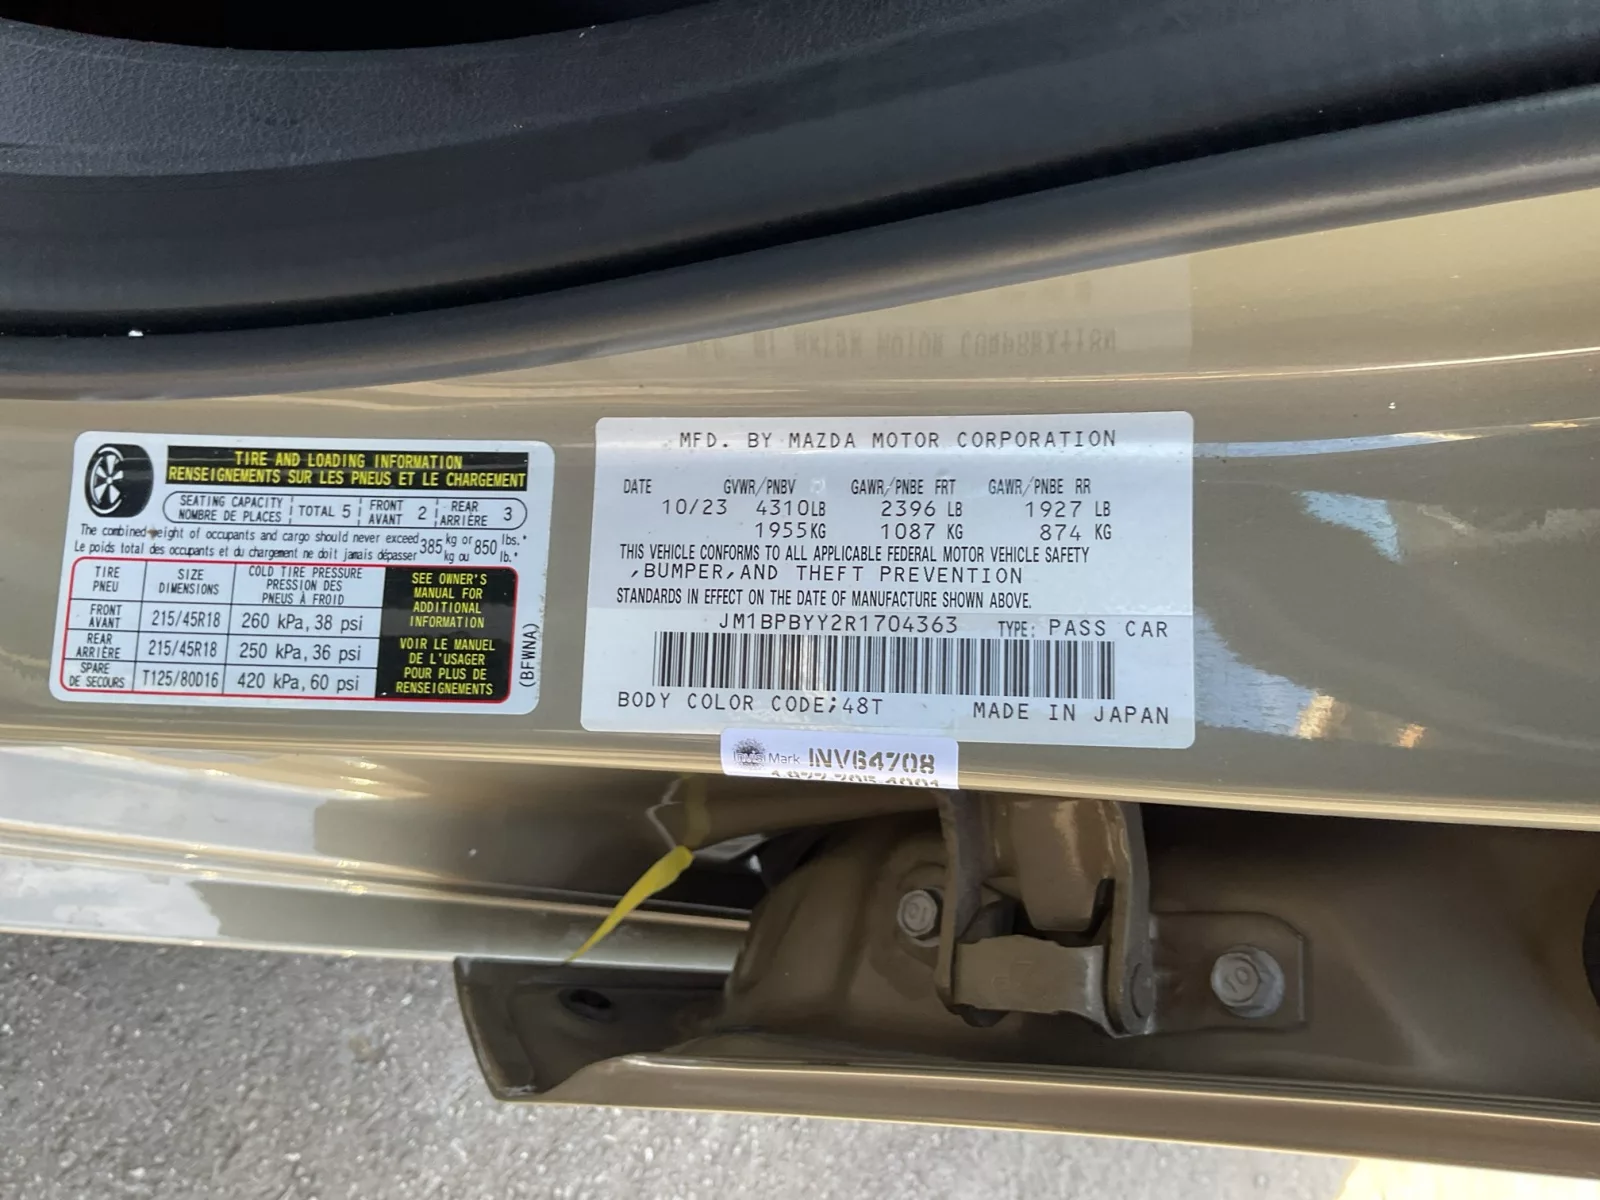 TIRE AND LOADING INFORMATION
RENSEIGNEMENTS SUR LES PNEUS ET LE CHARGEMENT
SEATING CAPACITY
NOMBRE DE PLACES
TOTAL 5
FRONT
AVANT
2
REAR
ARRIÈRE
3
The combined weight of occupants and cargo should never exceed 385 kg or 850 lbs.*
Le poids total des occupants et du chargement ne doit jamais dépasser 385 kg ou 850 lb.*
TIRE
PNEU
SIZE
DIMENSIONS
COLD TIRE PRESSURE
PRESSION DES
PNEUS À FROID
FRONT
AVANT
215/45R18
260 kPa, 38 psi
REAR
ARRIÈRE
215/45R18
250 kPa, 36 psi
SPARE
DE SECOURS
T125/80D16
420 kPa, 60 psi
SEE OWNER'S
MANUAL FOR
ADDITIONAL
INFORMATION
VOIR LE MANUEL
DE L'USAGER
POUR PLUS DE
RENSEIGNEMENTS
(BFWNA)
MFD. BY MAZDA MOTOR CORPORATION
DATE GVWR/PNBV GAWR/PNBE FRT GAWR/PNBE RR
10/23 4310LB 2396 LB 1927 LB
1955KG 1087 KG 874 KG
THIS VEHICLE CONFORMS TO ALL APPLICABLE FEDERAL MOTOR VEHICLE SAFETY
,BUMPER,AND THEFT PREVENTION
STANDARDS IN EFFECT ON THE DATE OF MANUFACTURE SHOWN ABOVE.
JM1BPBYY2R1704363 TYPE: PASS CAR
BODY COLOR CODE;48T MADE IN JAPAN
Mark INV64708
10
10